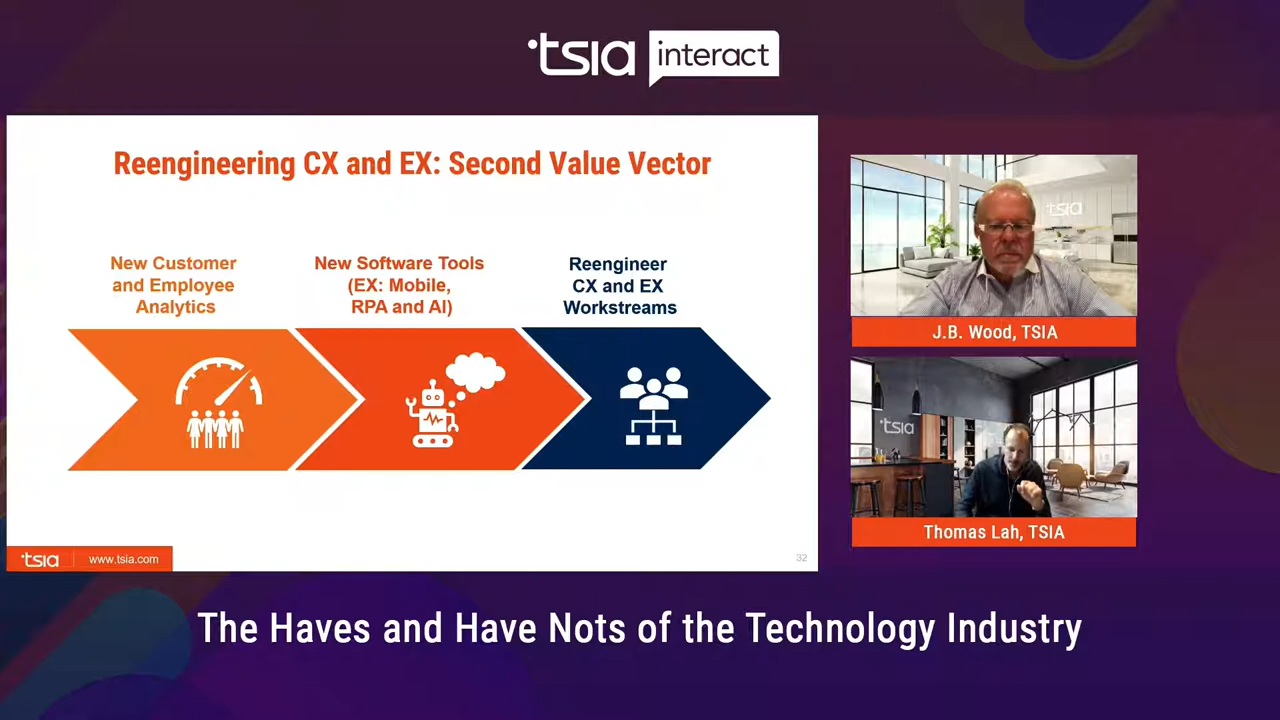 tsia interact
Reengineering CX and EX: Second Value Vector
New Customer
and Employee
Analytics
New Software Tools
(EX: Mobile,
RPA and AI)
Reengineer
CX and EX
Workstreams
tsia
www.tsia.com
32
tsia
J.B. Wood, TSIA
tsia
Thomas Lah, TSIA
The Haves and Have Nots of the Technology Industry